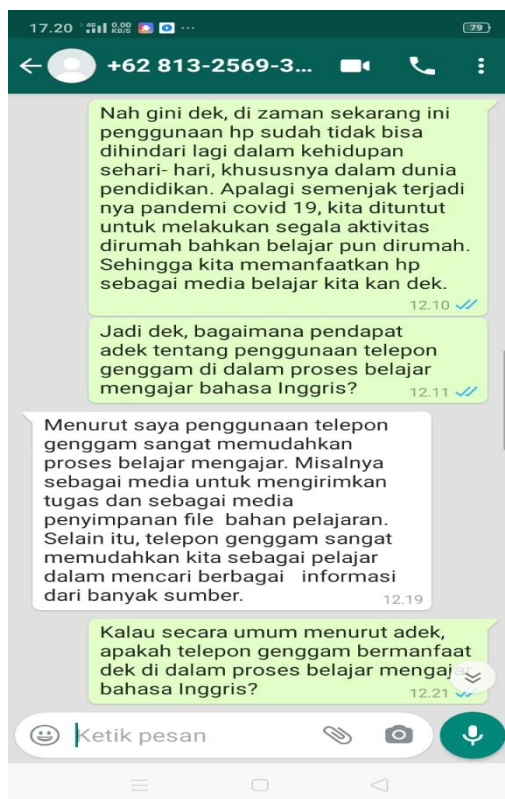 17.20 4G 0,00 KB/S ... 79
+62 813-2569-3...
Nah gini dek, di zaman sekarang ini
penggunaan hp sudah tidak bisa
dihindari lagi dalam kehidupan
sehari- hari, khususnya dalam dunia
pendidikan. Apalagi semenjak terjadi
nya pandemi covid 19, kita dituntut
untuk melakukan segala aktivitas
dirumah bahkan belajar pun dirumah.
Sehingga kita memanfaatkan hp
sebagai media belajar kita kan dek.
12.10
Jadi dek, bagaimana pendapat
adek tentang penggunaan telepon
genggam di dalam proses belajar
mengajar bahasa Inggris? 12.11
Menurut saya penggunaan telepon
genggam sangat memudahkan
proses belajar mengajar. Misalnya
sebagai media untuk mengirimkan
tugas dan sebagai media
penyimpanan file bahan pelajaran.
Selain itu, telepon genggam sangat
memudahkan kita sebagai pelajar
dalam mencari berbagai informasi
dari banyak sumber. 12.19
Kalau secara umum menurut adek,
apakah telepon genggam bermanfaat
dek di dalam proses belajar mengajar
bahasa Inggris? 12.21
Ketik pesan